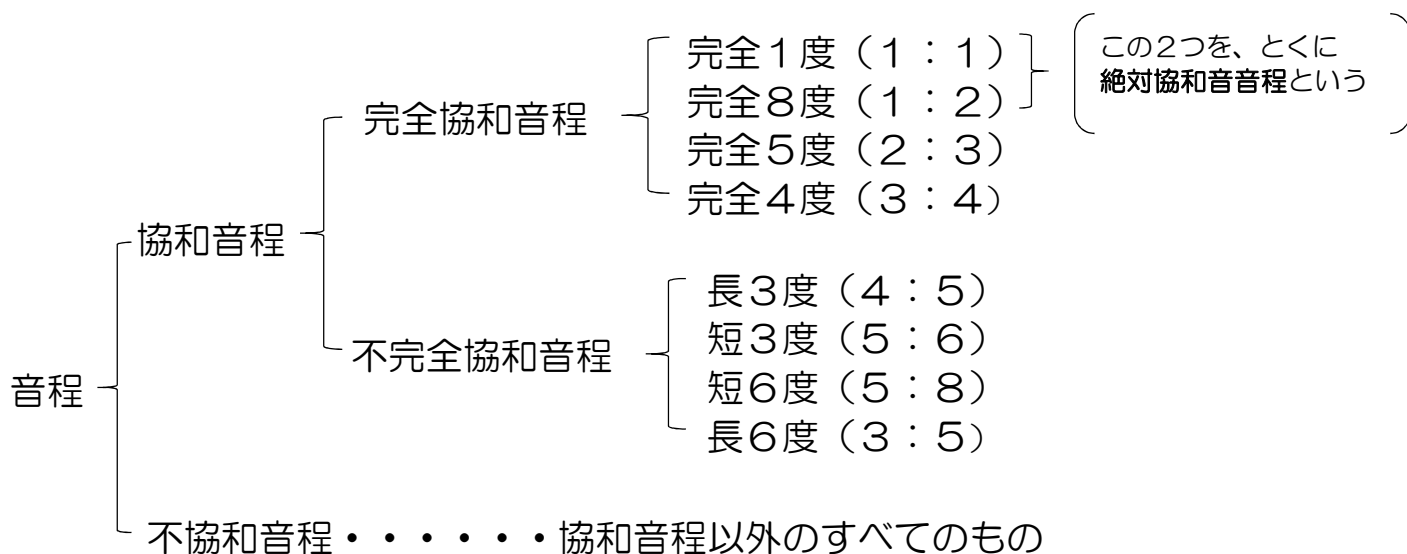 完全1度（1：1）
完全8度（1：2）
完全5度（2：3）
完全4度（3：4）
この2つを、とくに
絶対協和音音程という
完全協和音程
協和音程
長3度（4：5）
短3度（5：6）
短6度（5：8）
長6度（3：5）
不完全協和音程
音程
不協和音程・・・・・・協和音程以外のすべてのもの